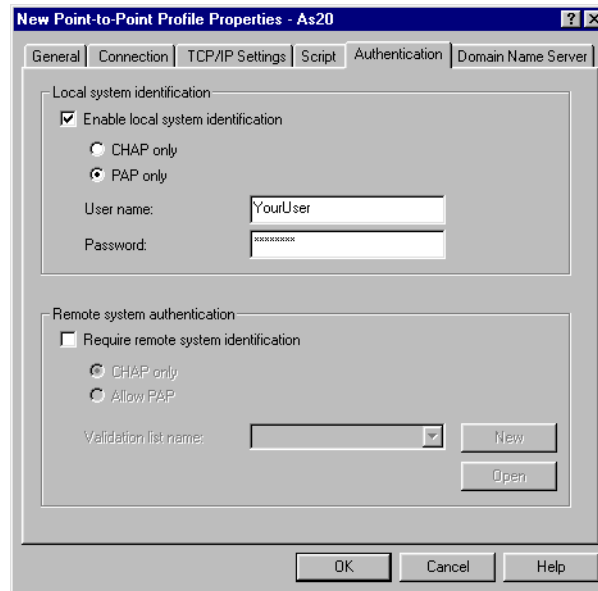 New Point-to-Point Profile Properties - As20
General Connection TCP/IP Settings Script Authentication Domain Name Server
Local system identification
Enable local system identification
CHAP only
PAP only
User name: YourUser
Password: ********
Remote system authentication
Require remote system identification
CHAP only
Allow PAP
Validation list name: New
Open
OK Cancel Help